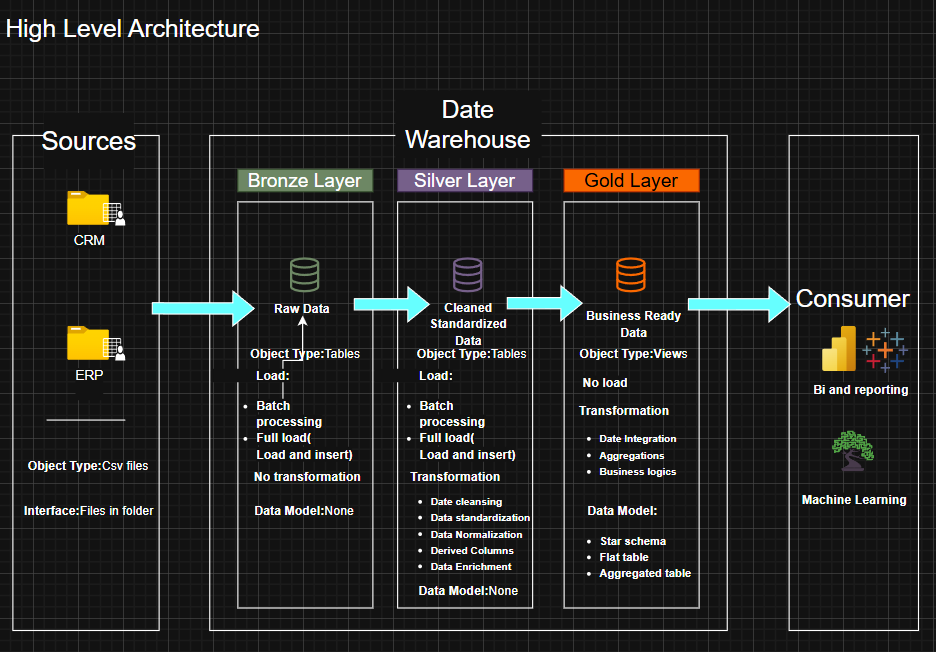 High Level Architecture
Sources
CRM
ERP
Object Type:Csv files
Interface:Files in folder
Date
Warehouse
Bronze Layer
Raw Data
Object Type:Tables
Load:
Batch
processing
Full load(
Load and insert)
No transformation
Data Model:None
Silver Layer
Cleaned
Standardized
Data
Object Type:Tables
Load:
Batch
processing
Full load(
Load and insert)
Transformation
Date cleansing
Data standardization
Data Normalization
Derived Columns
Data Enrichment
Data Model:None
Gold Layer
Business Ready
Data
Object Type:Views
No load
Transformation
Date Integration
Aggregations
Business logics
Data Model:
Star schema
Flat table
Aggregated table
Consumer
Bi and reporting
Machine Learning